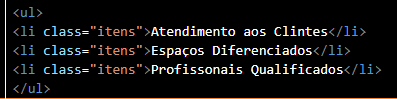 <ul>
<li class="itens">Atendimento aos Clintes</li>
<li class="itens">Espaços Diferenciados</li>
<li class="itens">Profissonais Qualificados</li>
</ul>